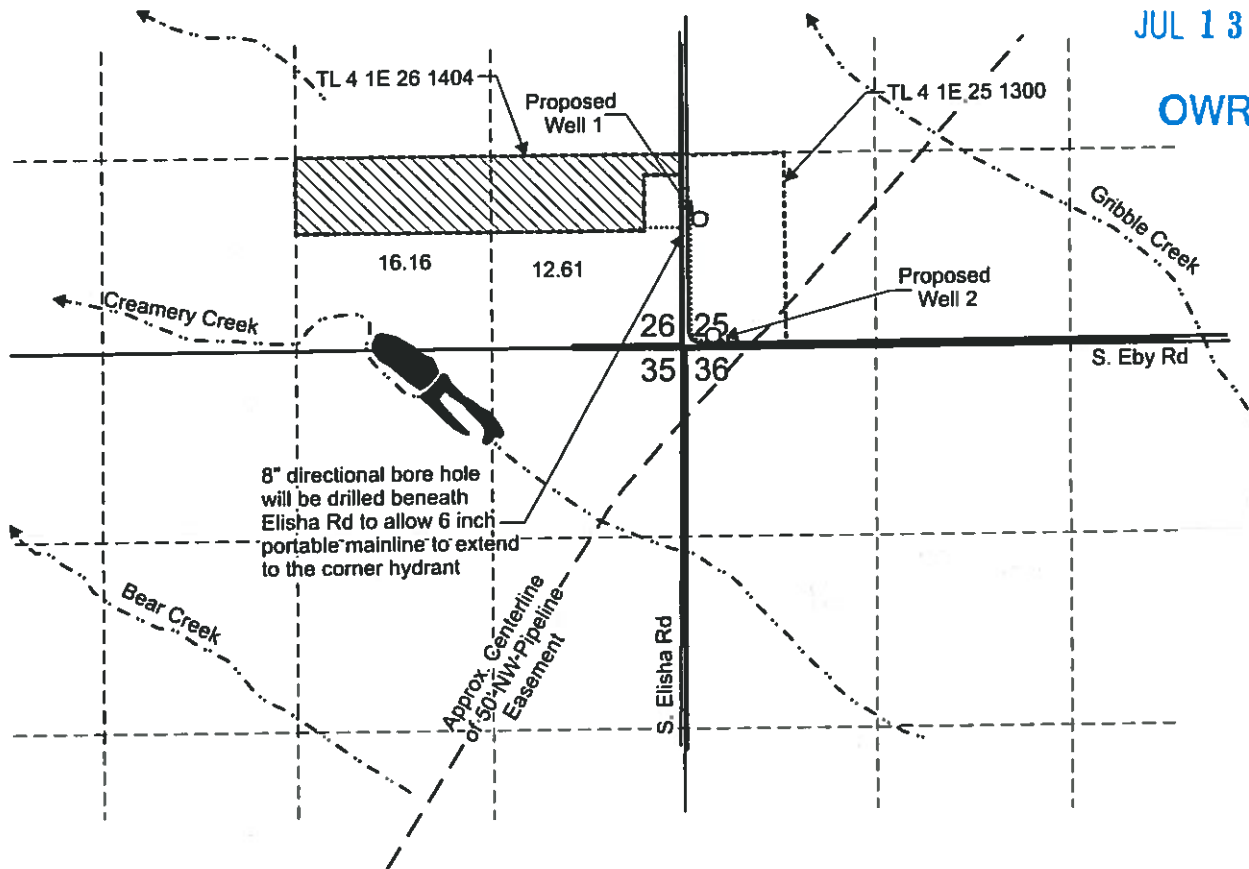 JUL 13
OWR
TL 4 1E 26 1404
Proposed
Well 1
TL 4 1E 25 1300
Gribble Creek
16.16
12.61
Proposed
Well 2
Creamery Creek
26 25
35 36
S. Eby Rd
8" directional bore hole
will be drilled beneath
Elisha Rd to allow 6 inch
portable mainline to extend
to the corner hydrant
Bear Creek
Approx. Centerline
of 50' NW-Pipeline
Easement
S. Elisha Rd